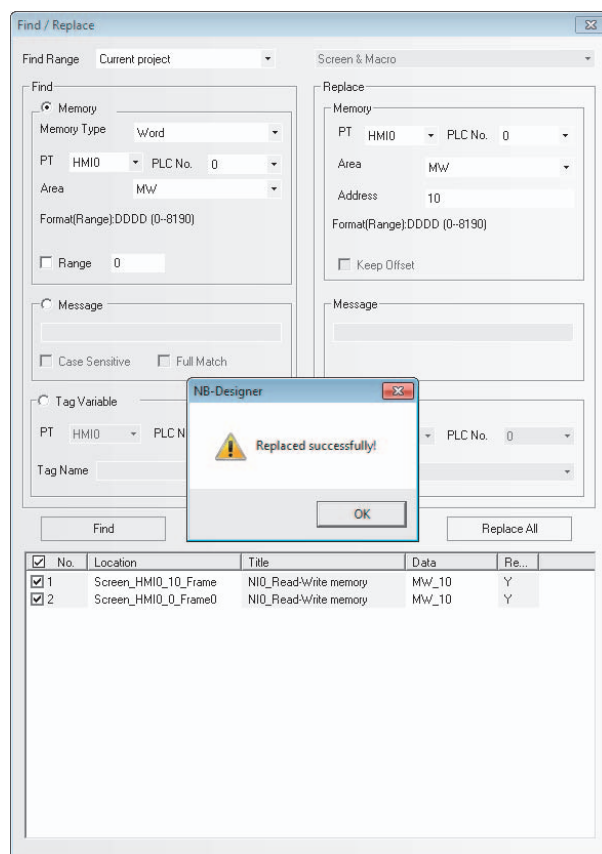 Find / Replace
Find Range Current project Screen & Macro
Find Replace
Memory Memory
Memory Type Word PT HMI0 PLC No. 0
PT HMI0 PLC No. 0 Area MW
Area MW Address 10
Format(Range):DDDD (0--8190) Format(Range):DDDD (0--8190)
Range 0 Keep Offset
Message Message
Case Sensitive Full Match
NB-Designer
Tag Variable
PT HMI0 PLC N PLC No. 0
Replaced successfully!
Tag Name
OK
Find Replace All
No. Location Title Data Re...
1 Screen_HMI0_10_Frame NI0_Read-Write memory MW_10 Y
2 Screen_HMI0_0_Frame0 NI0_Read-Write memory MW_10 Y